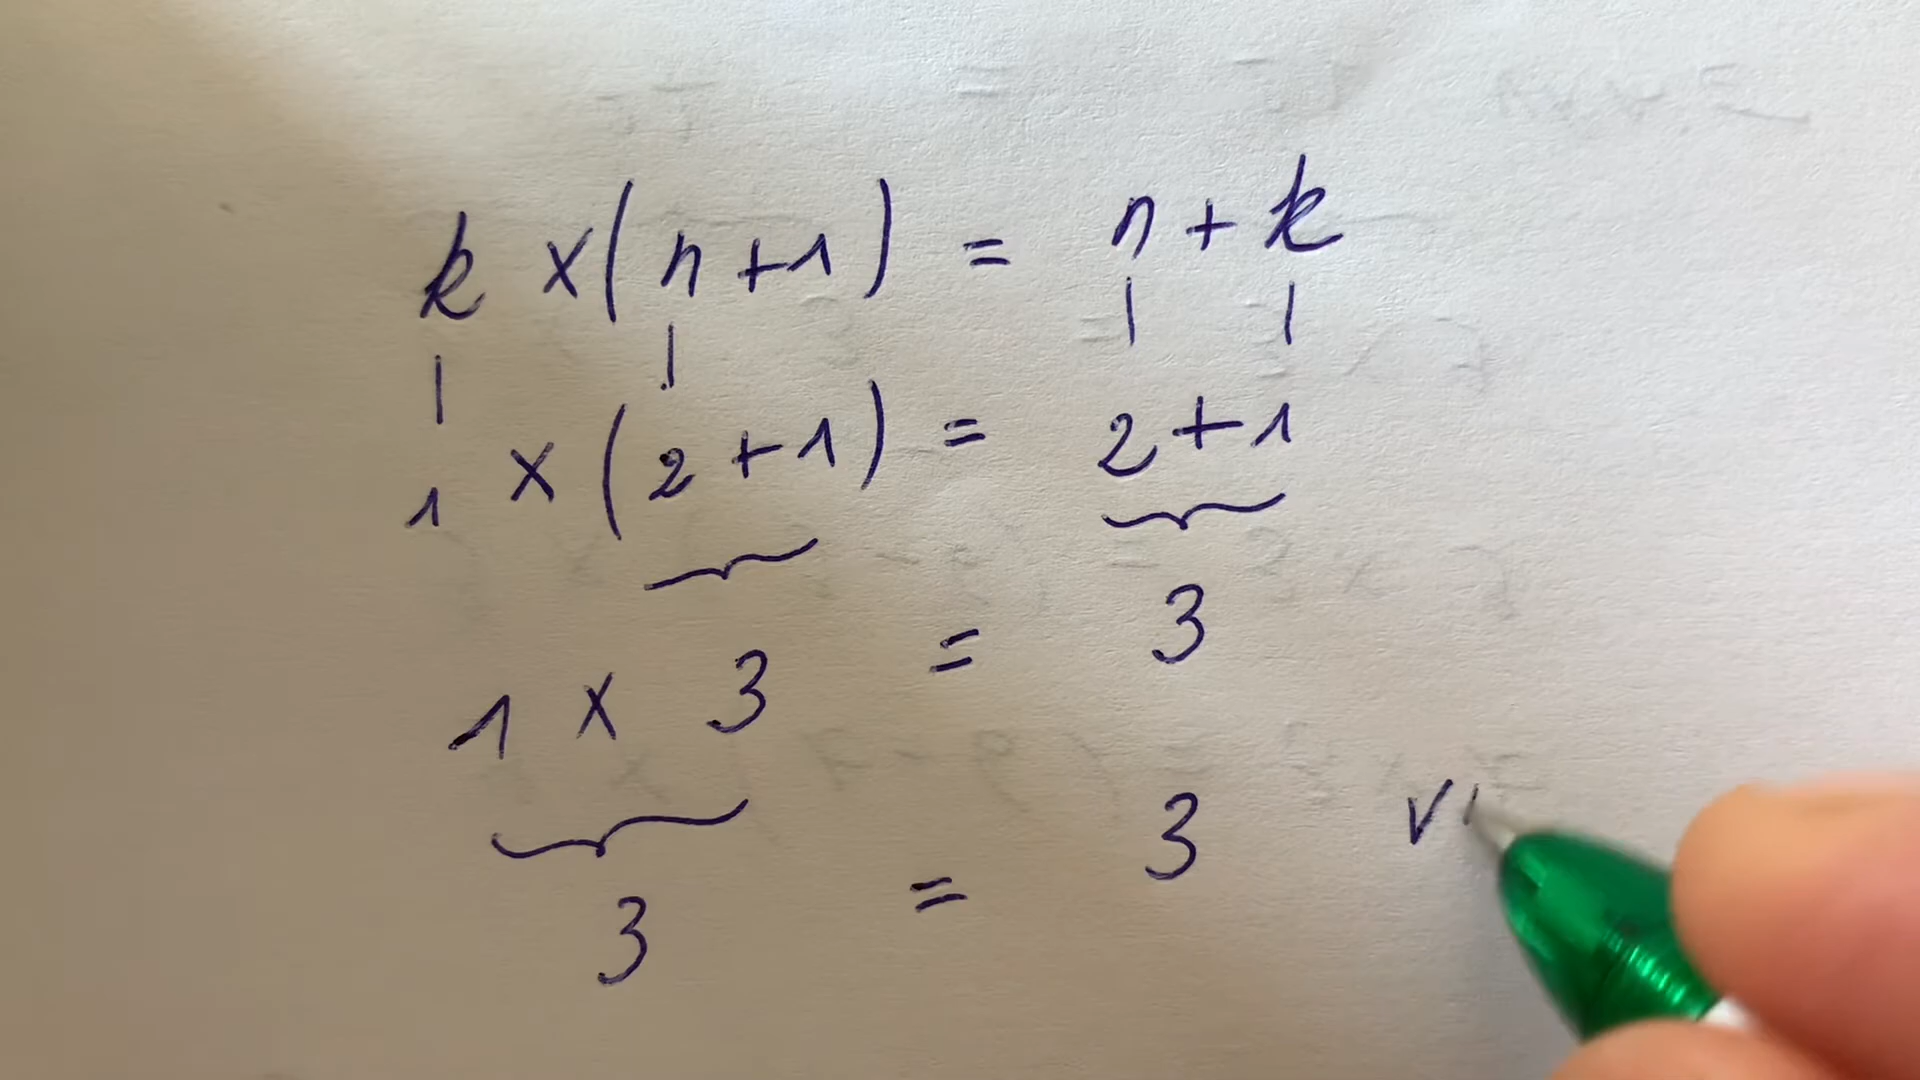 k × (n + 1) = n + k
1 × (2 + 1) = 2 + 1
1 × 3 = 3
3 = 3